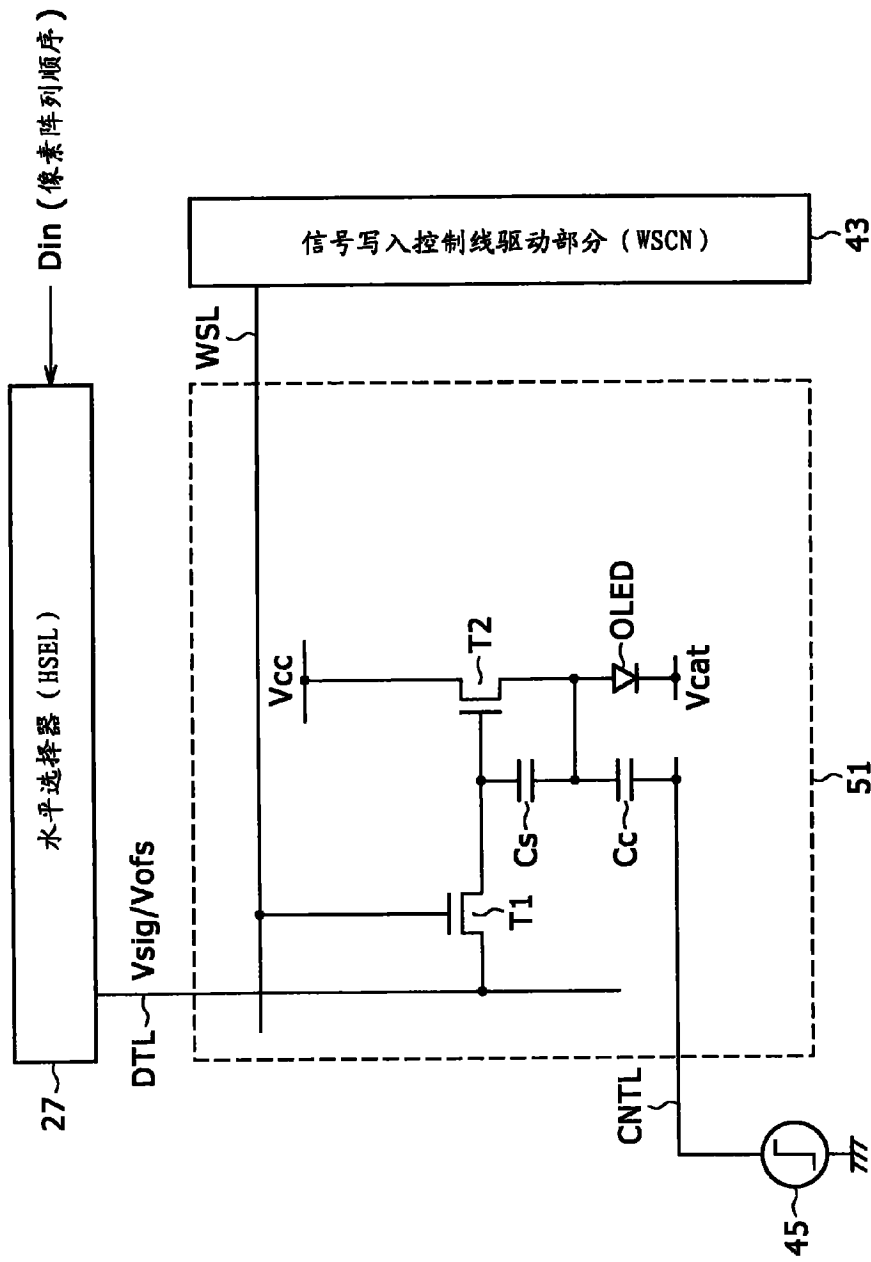 Din (像素阵列顺序)
水平选择器 (HSEL)
27
DTL
Vsig/Vofs
WSL
信号写入控制线驱动部分 (WSCN)
43
Vcc
T2
T1
Cs
Cc
OLED
Vcat
51
CNTL
45